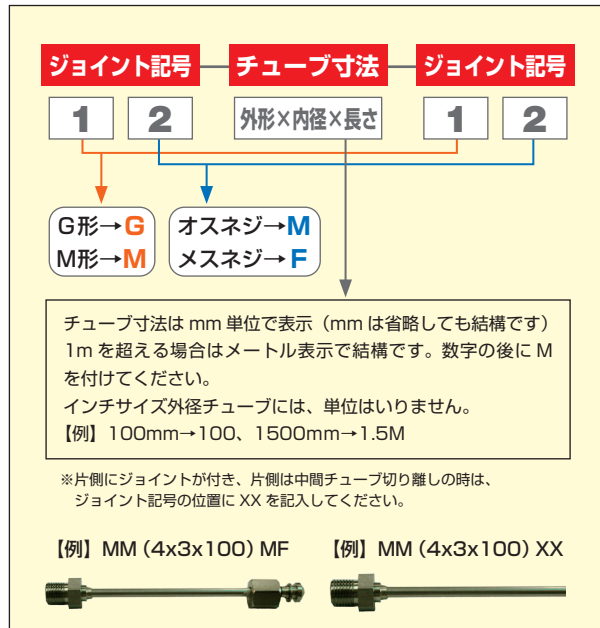 ジョイント記号 チューブ寸法 ジョイント記号
1 2 外形×内径×長さ 1 2
G形→G オスネジ→M
M形→M メスネジ→F
チューブ寸法は mm 単位で表示（mm は省略しても結構です）
1m を超える場合はメートル表示で結構です。数字の後に M
を付けてください。
インチサイズ外径チューブには、単位はいりません。
【例】100mm→100、1500mm→1.5M
※片側にジョイントが付き、片側は中間チューブ切り離しの時は、
ジョイント記号の位置に XX を記入してください。
【例】MM（4x3x100）MF 【例】MM（4x3x100）XX